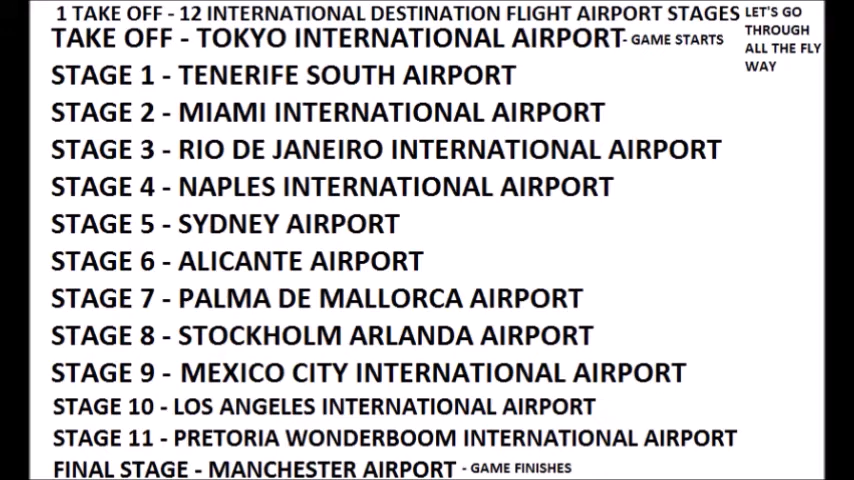 1 TAKE OFF - 12 INTERNATIONAL DESTINATION FLIGHT AIRPORT STAGES
LET'S GO
THROUGH
ALL THE FLY
WAY
TAKE OFF - TOKYO INTERNATIONAL AIRPORT - GAME STARTS
STAGE 1 - TENERIFE SOUTH AIRPORT
STAGE 2 - MIAMI INTERNATIONAL AIRPORT
STAGE 3 - RIO DE JANEIRO INTERNATIONAL AIRPORT
STAGE 4 - NAPLES INTERNATIONAL AIRPORT
STAGE 5 - SYDNEY AIRPORT
STAGE 6 - ALICANTE AIRPORT
STAGE 7 - PALMA DE MALLORCA AIRPORT
STAGE 8 - STOCKHOLM ARLANDA AIRPORT
STAGE 9 - MEXICO CITY INTERNATIONAL AIRPORT
STAGE 10 - LOS ANGELES INTERNATIONAL AIRPORT
STAGE 11 - PRETORIA WONDERBOOM INTERNATIONAL AIRPORT
FINAL STAGE - MANCHESTER AIRPORT - GAME FINISHES